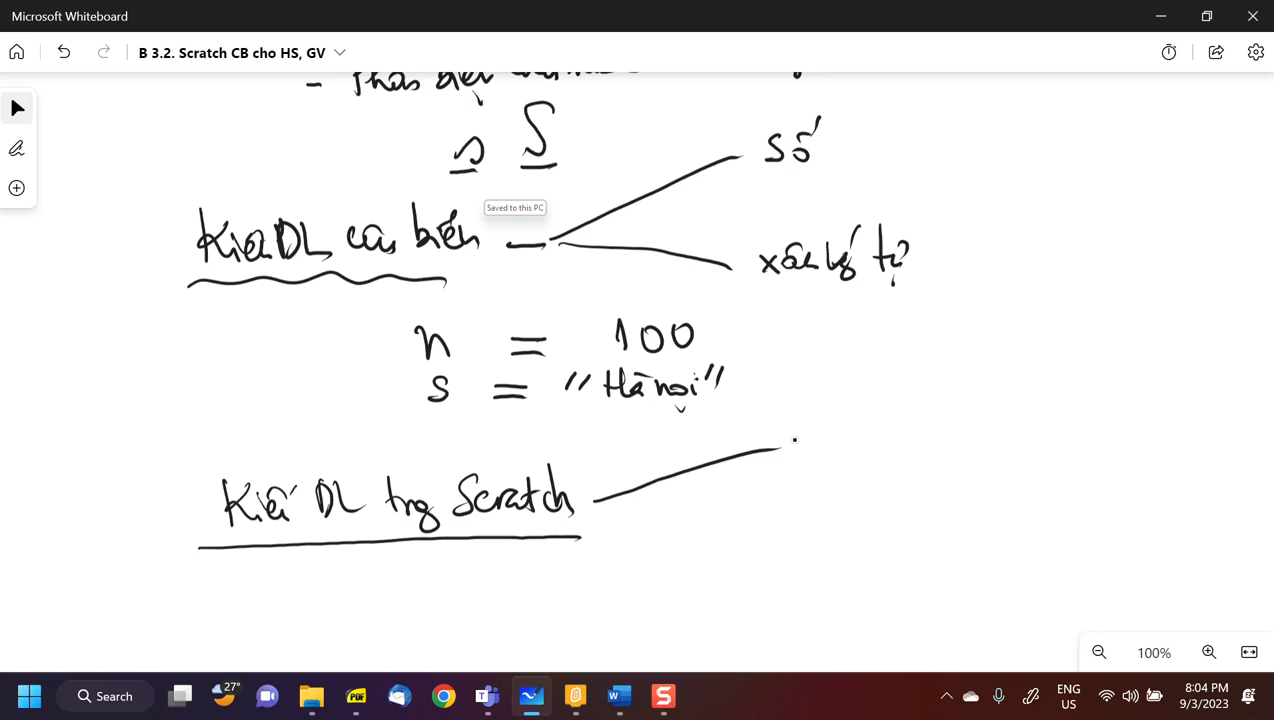 Microsoft Whiteboard
B 3.2. Scratch CB cho HS, GV
s S
Số
Saved to this PC
Kiểu DL của biến
xâu ký tự
n = 100
s = "Hà nội"
Kiểu DL trg Scratch
100%
27°
Search
PDF
ENG
US
8:04 PM
9/3/2023